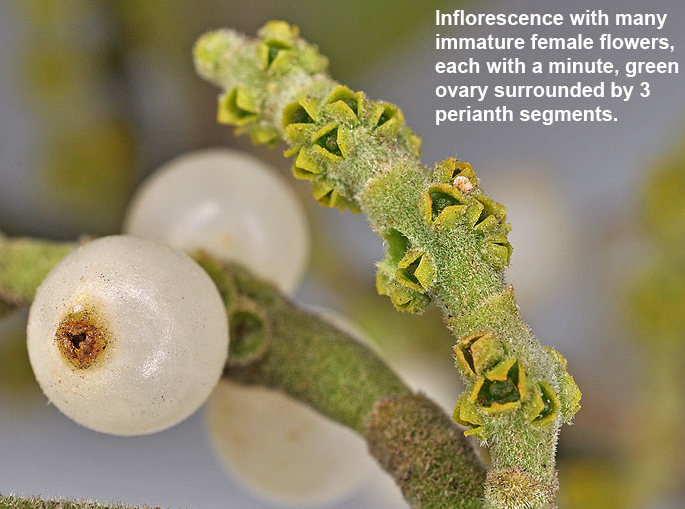 Inflorescence with many
immature female flowers,
each with a minute, green
ovary surrounded by 3
perianth segments.